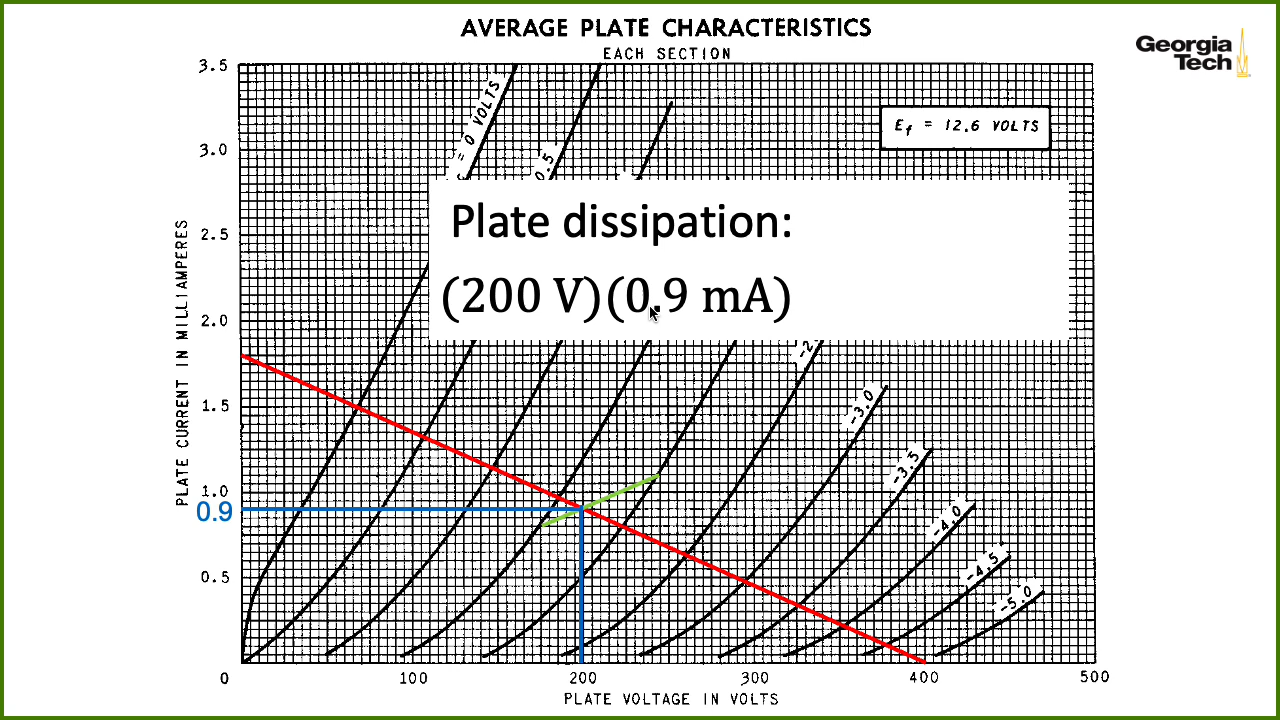 AVERAGE PLATE CHARACTERISTICS
EACH SECTION
Georgia
Tech
3.5
3.0
2.5
2.0
1.5
1.0
0.9
0.5
0
PLATE CURRENT IN MILLIAMPERES
= 0 VOLTS
0.5
Ef = 12.6 VOLTS
Plate dissipation:
(200 V)(0.9 mA)
-3.0
-3.5
-4.0
-4.5
-5.0
100
200
300
400
500
PLATE VOLTAGE IN VOLTS